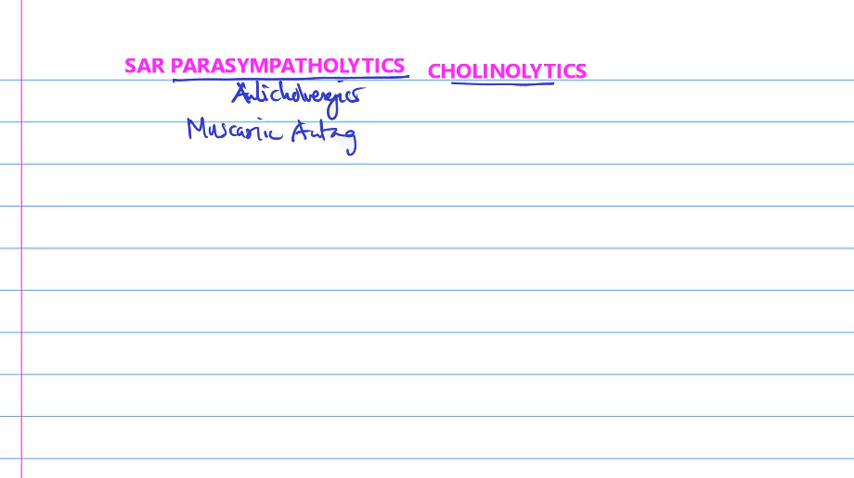 SAR PARASYMPATHOLYTICS CHOLINOLYTICS
Anticholinergics
Muscarinic Antag